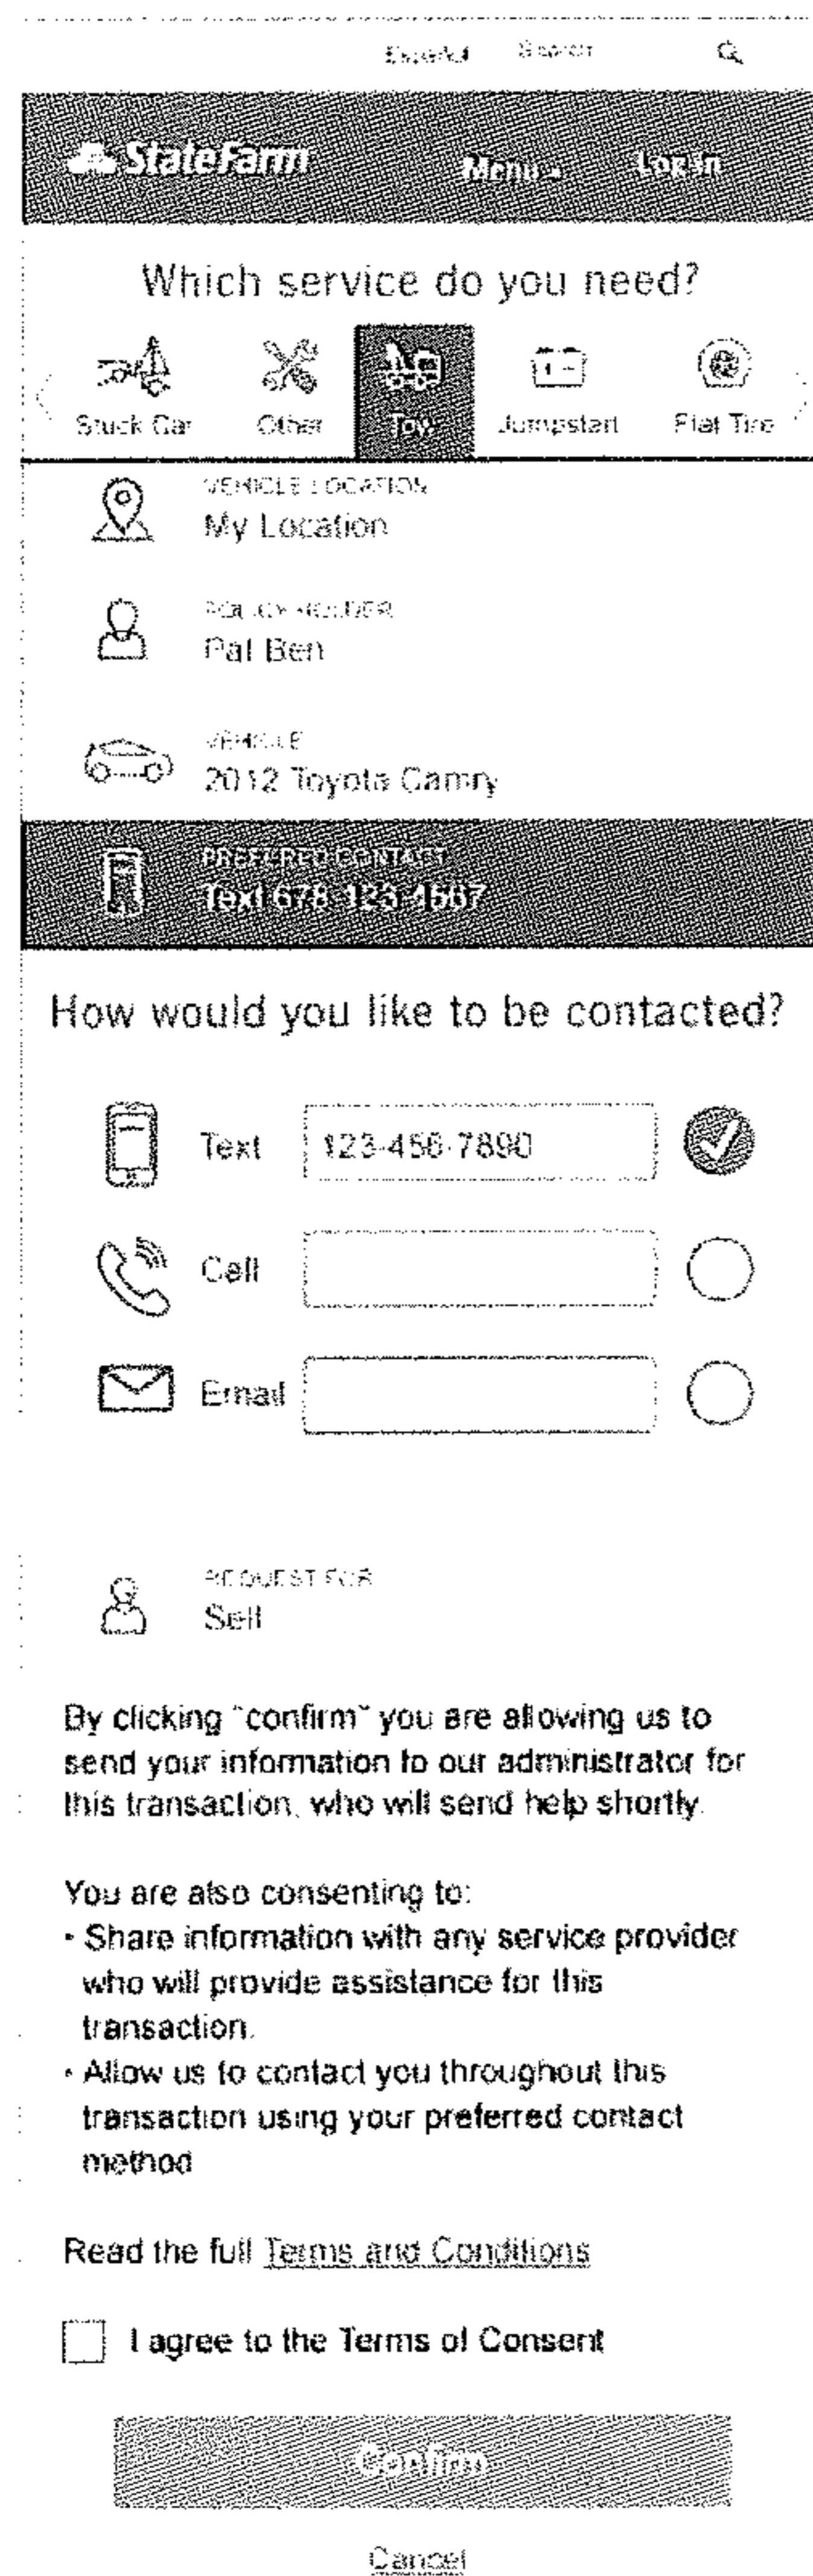 Español Search
StateFarm Menu Log in
Which service do you need?
Stuck Car Other Tow Jumpstart Flat Tire
VEHICLE LOCATION
My Location
POLICY HOLDER
Pat Ben
VEHICLE
2012 Toyota Camry
PREFERRED CONTACT
Text 678-123-4567
How would you like to be contacted?
Text 123-456-7890
Call
Email
REQUEST FOR
Self
By clicking "confirm" you are allowing us to
send your information to our administrator for
this transaction, who will send help shortly.
You are also consenting to:
• Share information with any service provider
who will provide assistance for this
transaction.
• Allow us to contact you throughout this
transaction using your preferred contact
method
Read the full Terms and Conditions
I agree to the Terms of Consent
Confirm
Cancel